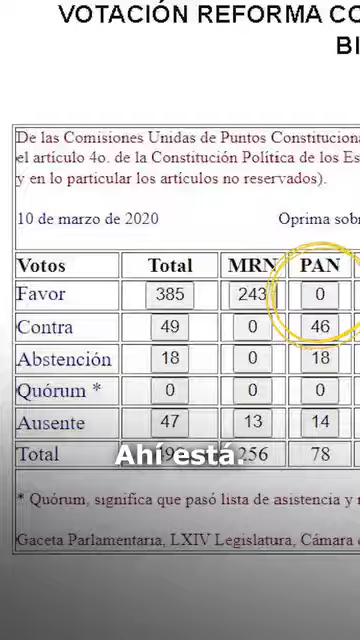 VOTACIÓN REFORMA CO
BI
De las Comisiones Unidas de Puntos Constituciona
el artículo 4o. de la Constitución Política de los Es
y en lo particular los artículos no reservados).
10 de marzo de 2020 Oprima sobr
Votos Total MRN PAN
Favor 385 243 0
Contra 49 0 46
Abstención 18 0 18
Quórum * 0 0 0
Ausente 47 13 14
Total 256 78
Ahí está.
* Quórum, significa que pasó lista de asistencia y n
Gaceta Parlamentaria, LXIV Legislatura, Cámara d